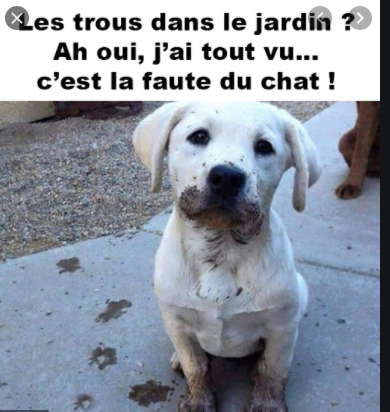 Les trous dans le jardin ?
Ah oui, j’ai tout vu...
c’est la faute du chat !